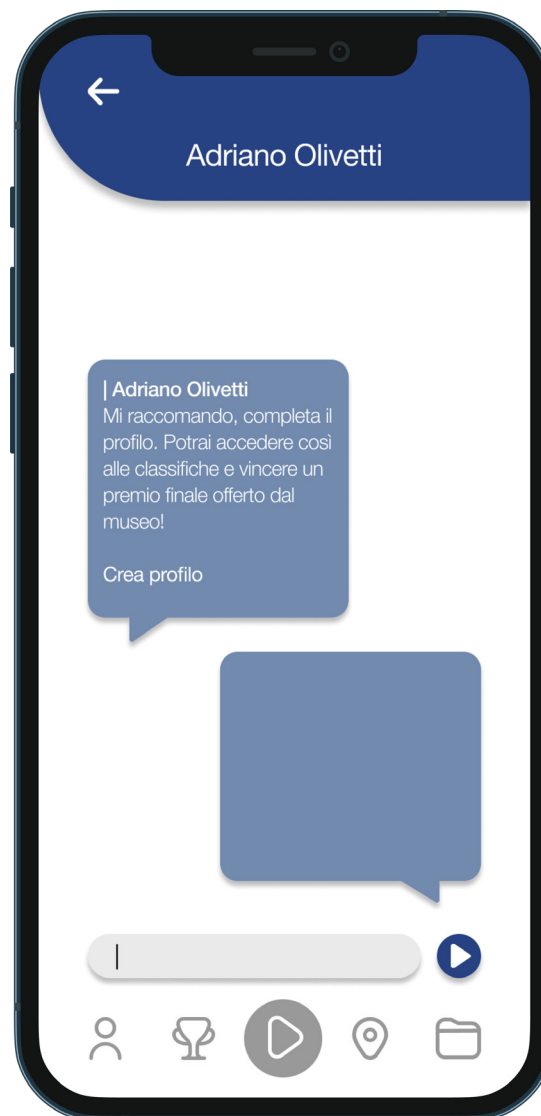 Adriano Olivetti
| Adriano Olivetti
Mi raccomando, completa il
profilo. Potrai accedere così
alle classifiche e vincere un
premio finale offerto dal
museo!
Crea profilo